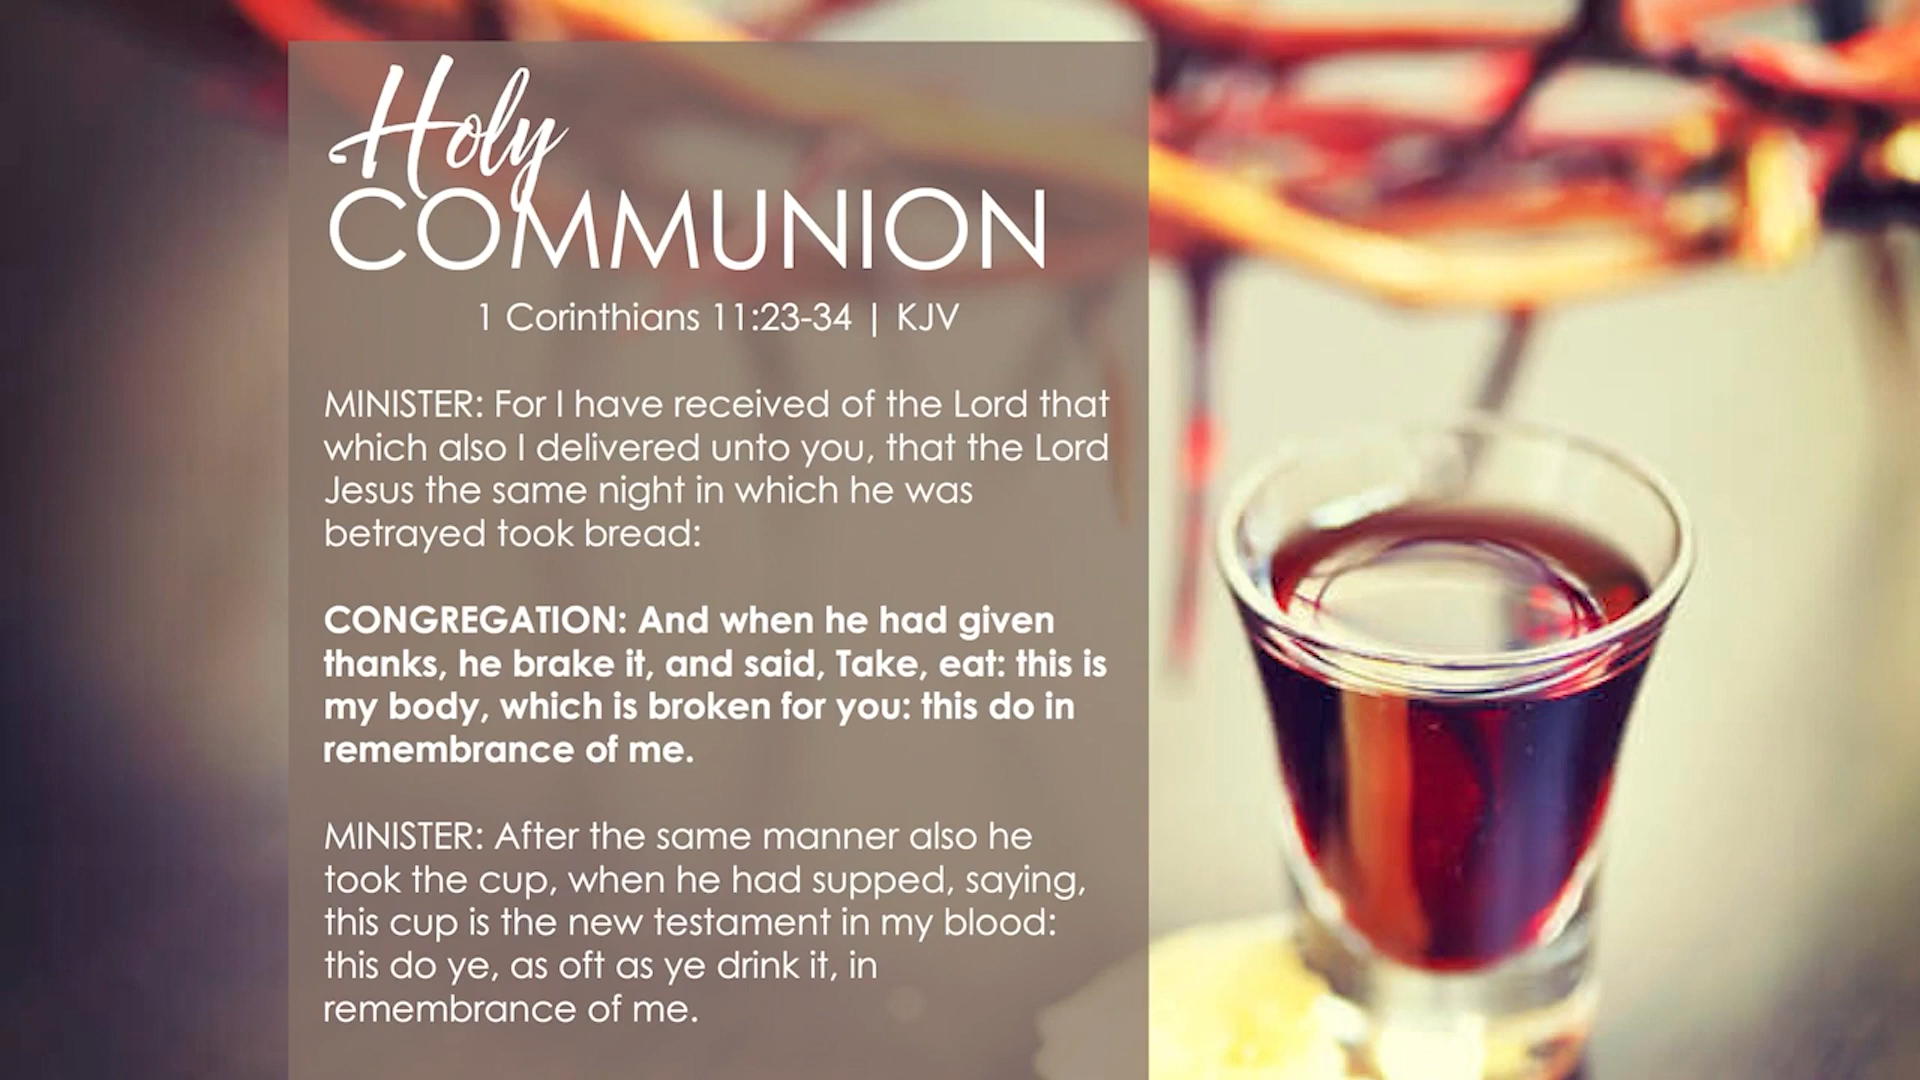 Holy
COMMUNION
1 Corinthians 11:23-34 | KJV
MINISTER: For I have received of the Lord that
which also I delivered unto you, that the Lord
Jesus the same night in which he was
betrayed took bread:
CONGREGATION: And when he had given
thanks, he brake it, and said, Take, eat: this is
my body, which is broken for you: this do in
remembrance of me.
MINISTER: After the same manner also he
took the cup, when he had supped, saying,
this cup is the new testament in my blood:
this do ye, as oft as ye drink it, in
remembrance of me.